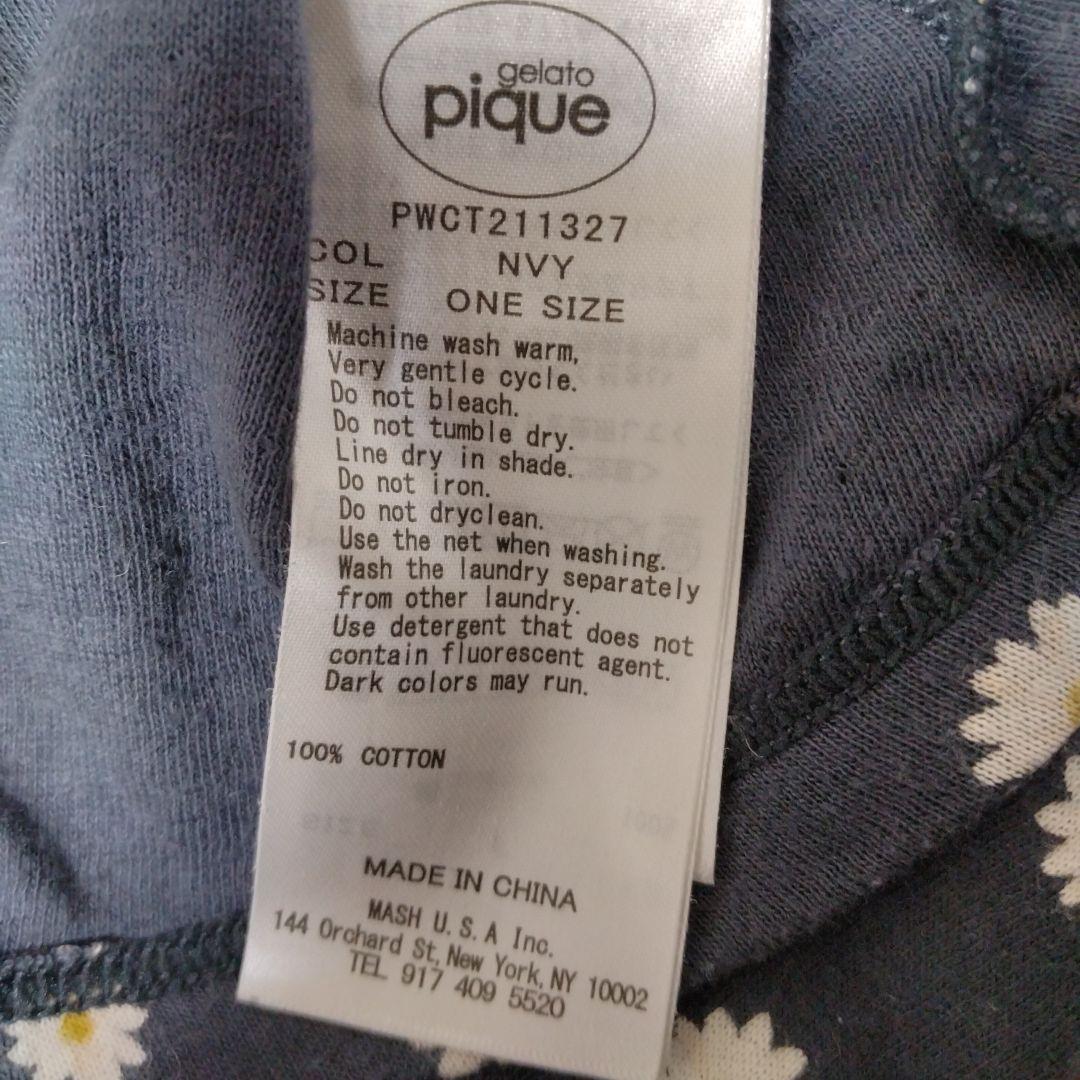 gelato
pique
PWCT211327
COL NVY
SIZE ONE SIZE
Machine wash warm,
Very gentle cycle.
Do not bleach.
Do not tumble dry.
Line dry in shade.
Do not iron.
Do not dryclean.
Use the net when washing.
Wash the laundry separately
from other laundry.
Use detergent that does not
contain fluorescent agent.
Dark colors may run.
100% COTTON
MADE IN CHINA
MASH U.S.A Inc.
144 Orchard St, New York, NY 10002
TEL 917 409 5520